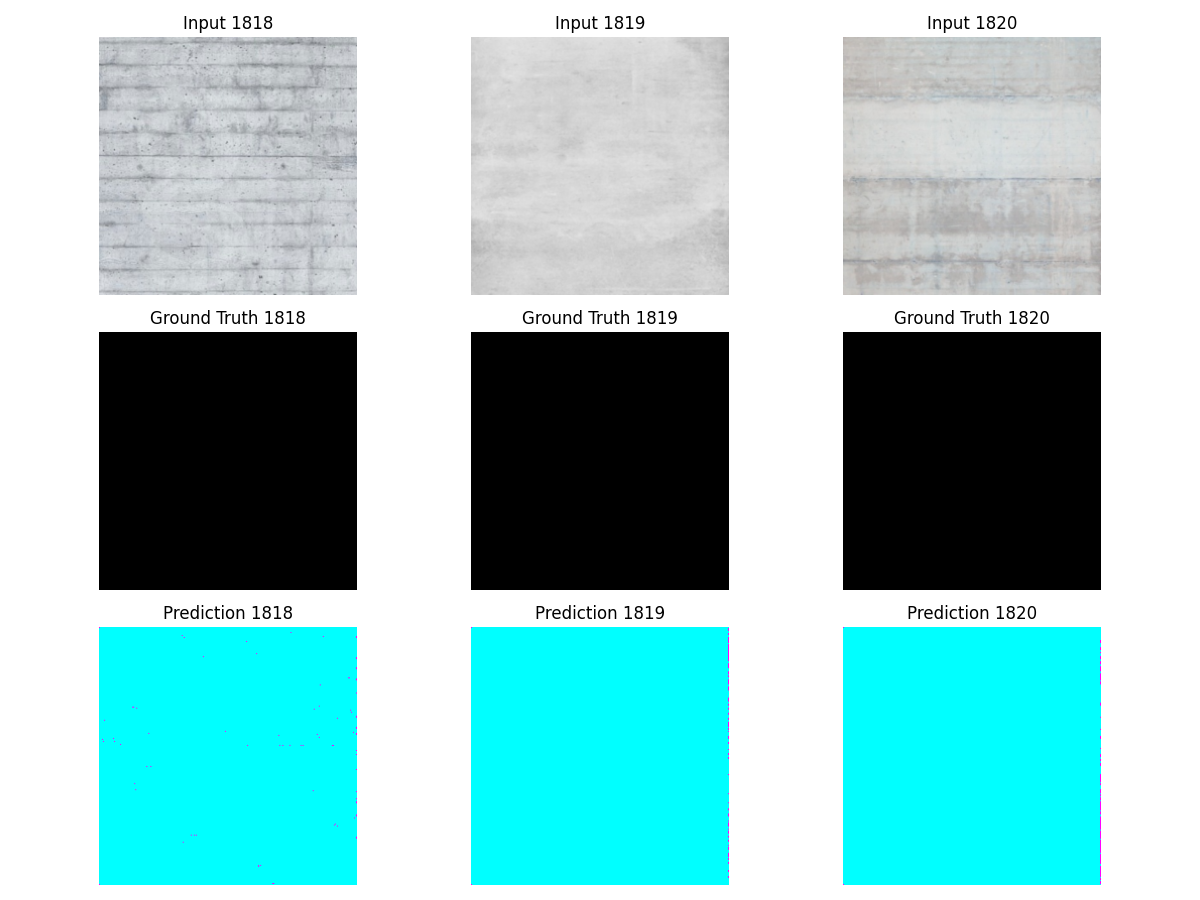 Input 1818
Input 1819
Input 1820
Ground Truth 1818
Ground Truth 1819
Ground Truth 1820
Prediction 1818
Prediction 1819
Prediction 1820